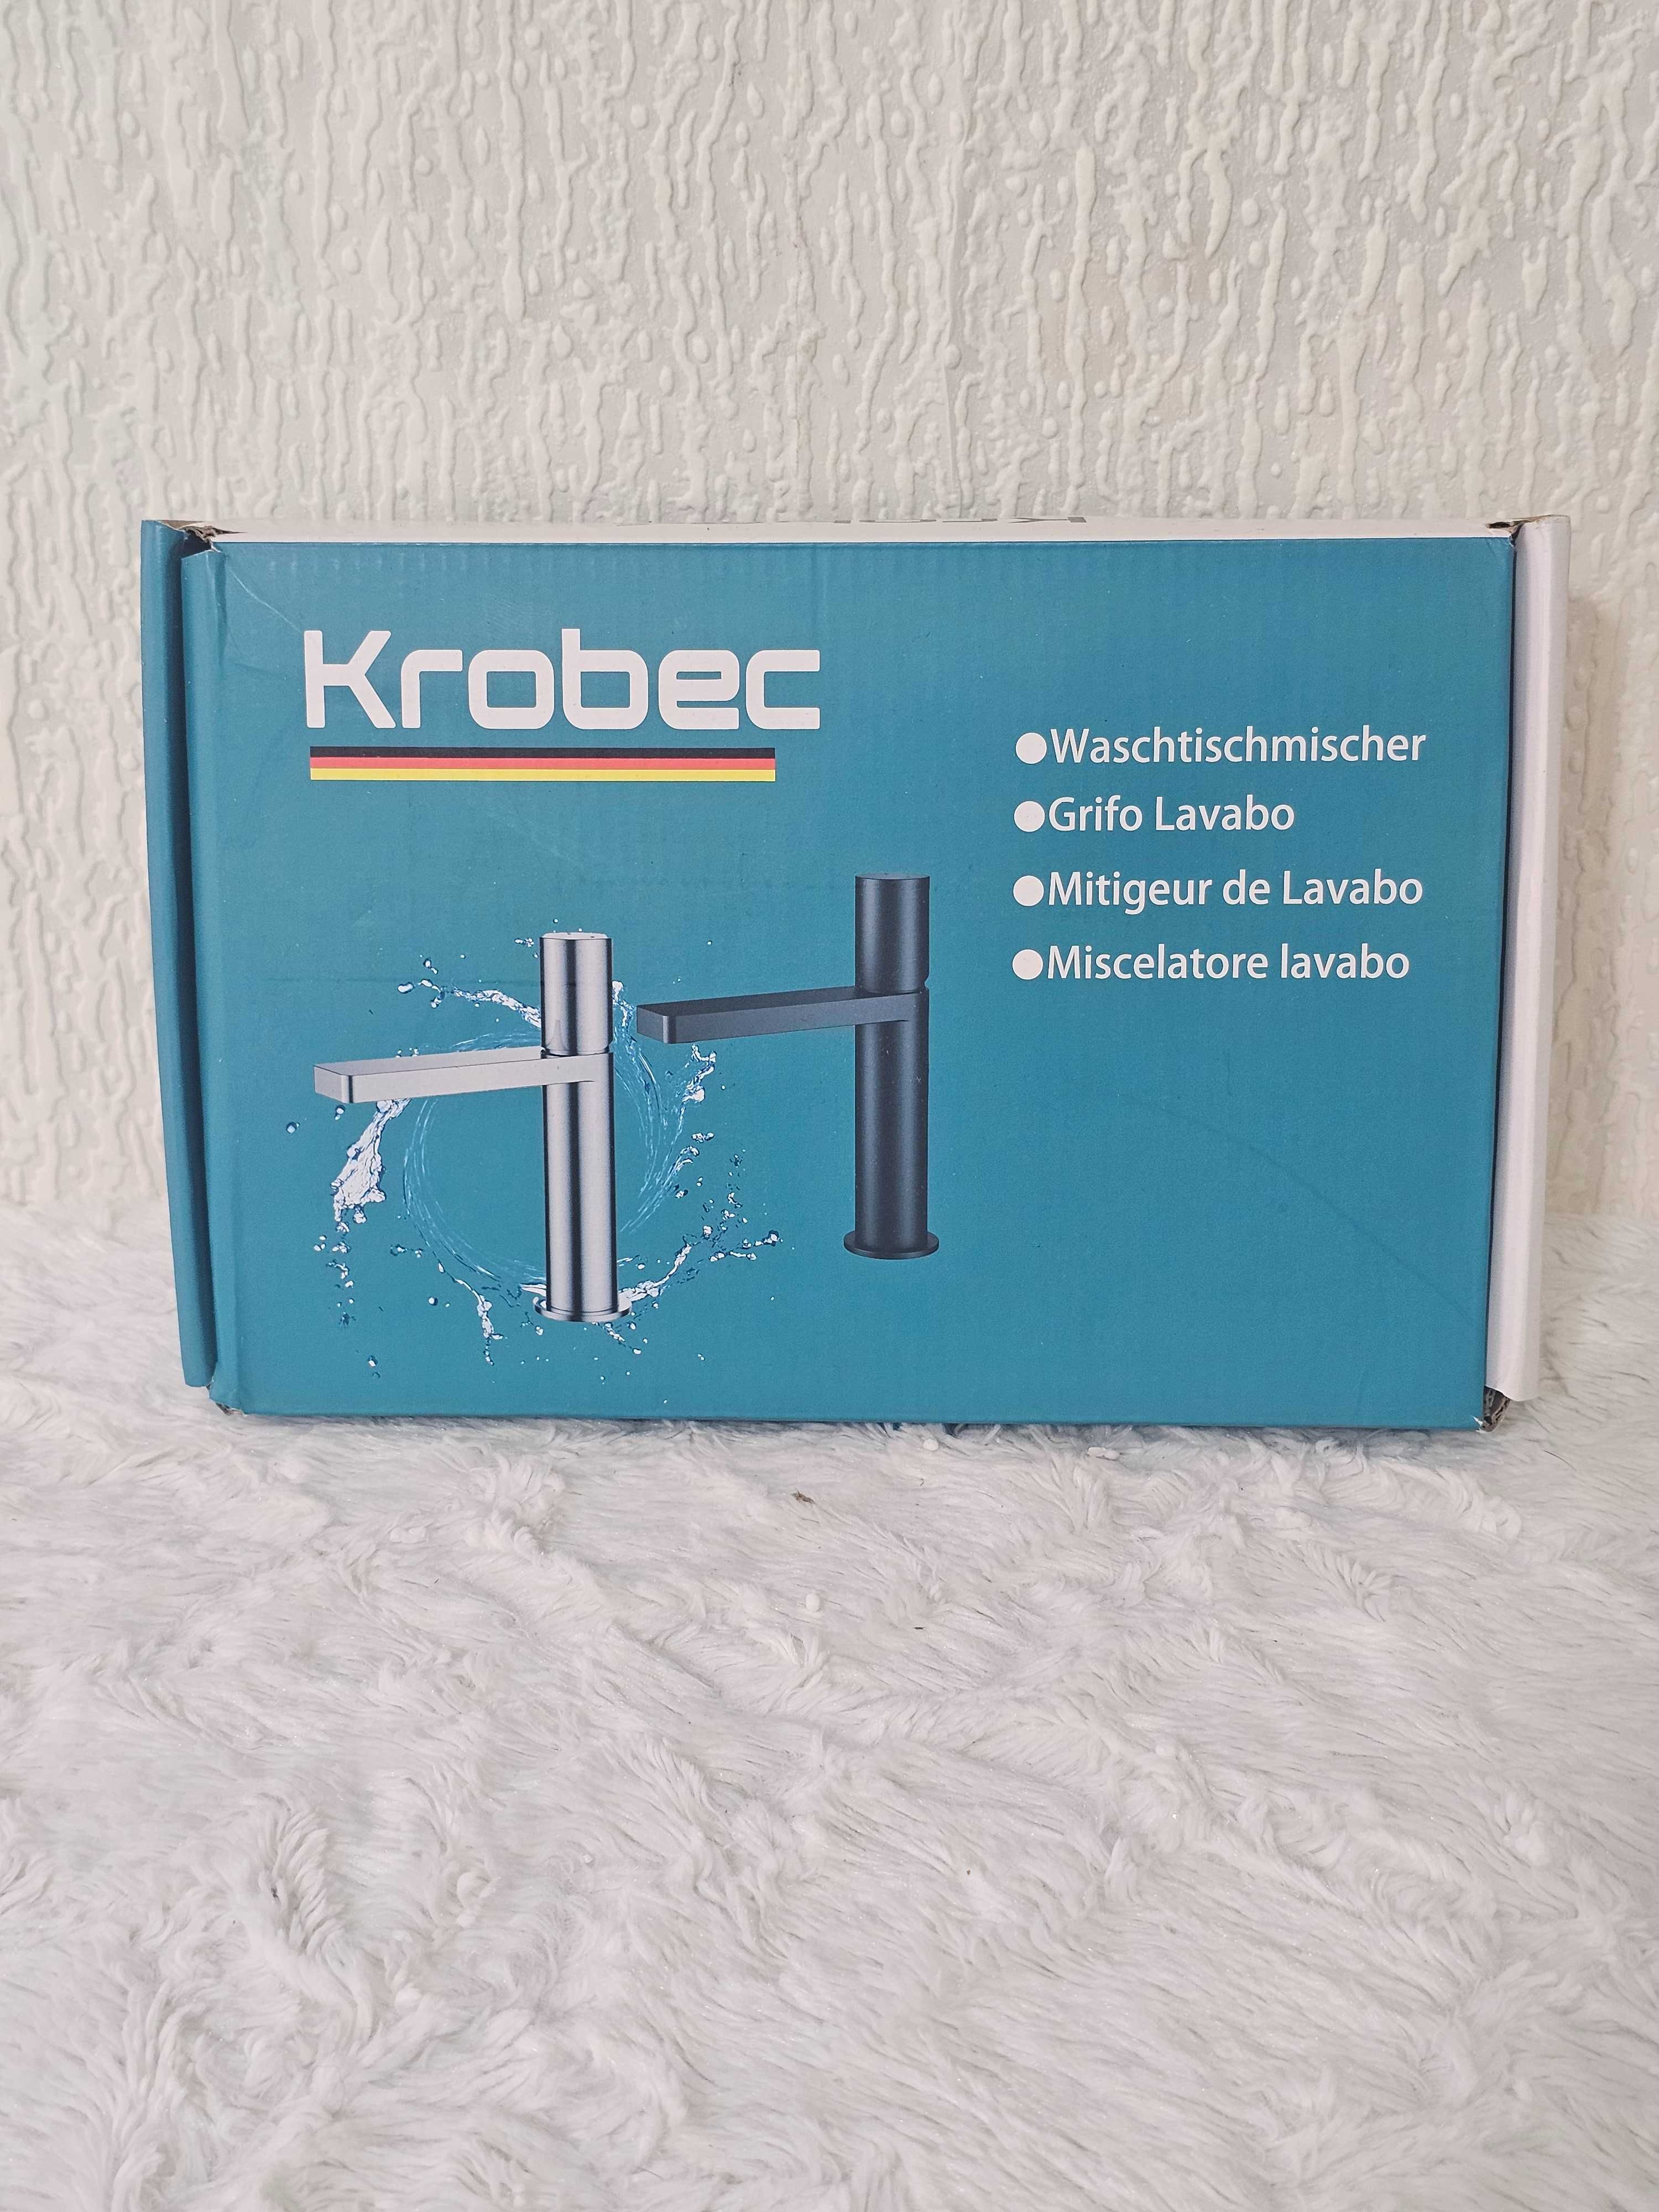 Krobec
●Waschtischmischer
●Grifo Lavabo
●Mitigeur de Lavabo
●Miscelatore lavabo